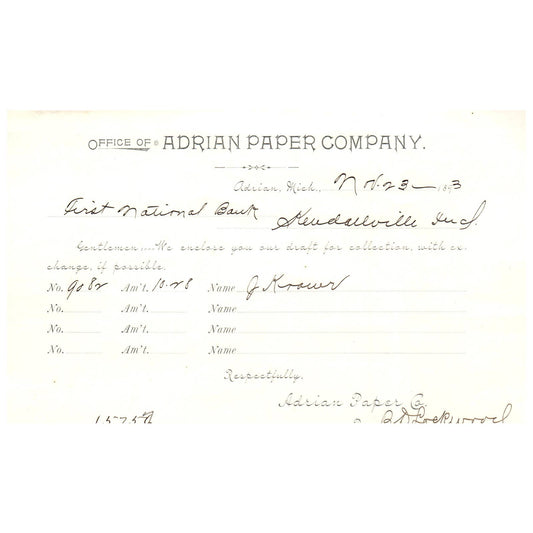 OFFICE OF ADRIAN PAPER COMPANY.
Adrian, Mich., Nov. 23 1893
First National Bank Kendallville Ind.
Gentlemen....We enclose you our draft for collection, with ex-
change, if possible.
No. 9082 Am't. 10.28 Name J Krower
No. Am't. Name
No. Am't. Name
No. Am't. Name
Respectfully,
Adrian Paper Co.
Lockwood